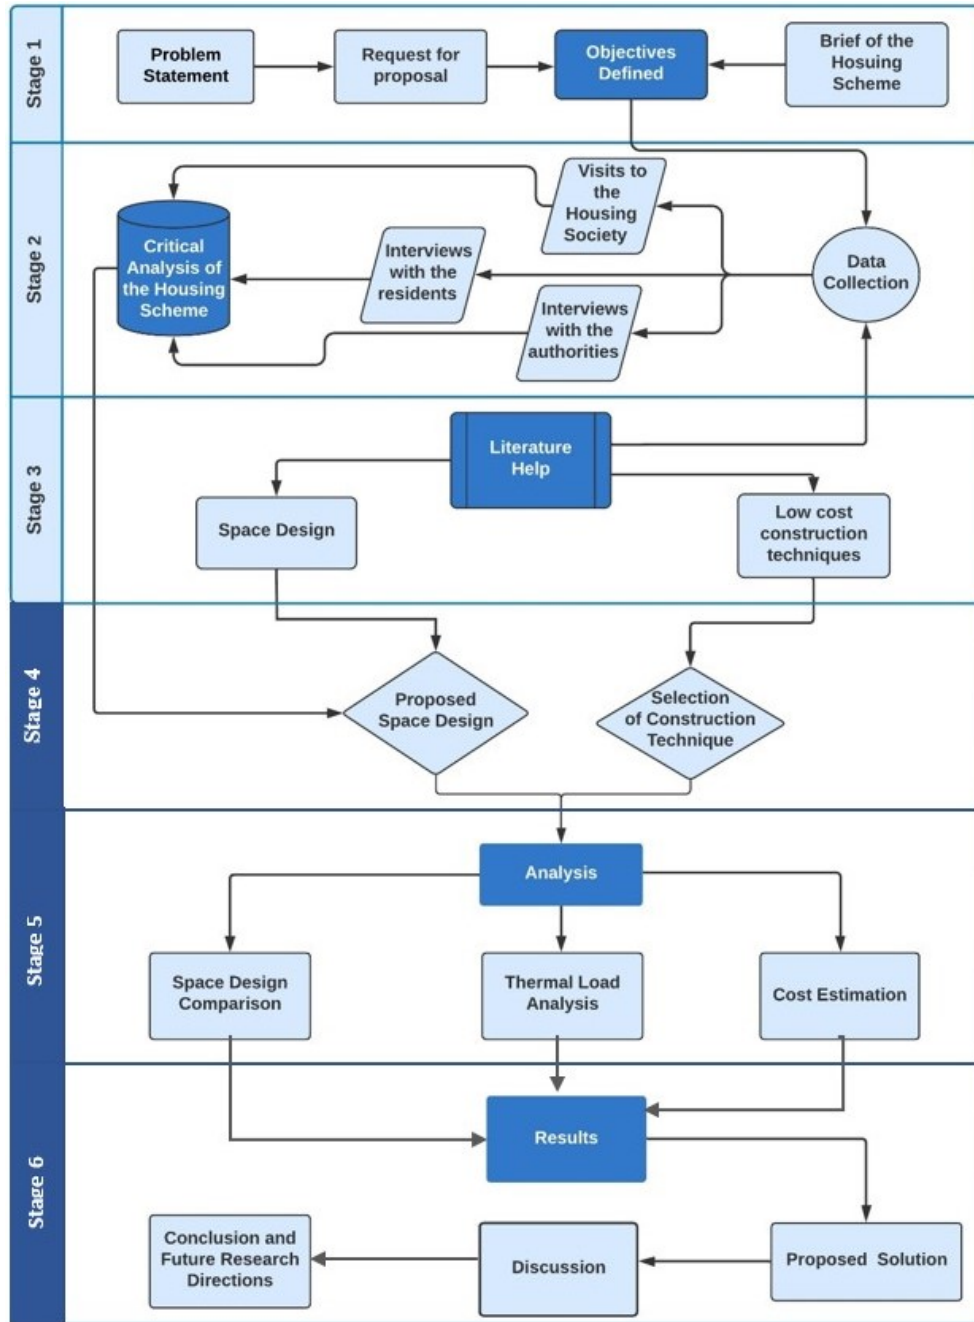 Stage 1
Problem
Statement
Request for
proposal
Objectives
Defined
Brief of the
Hosuing
Scheme
Stage 2
Visits to
the
Housing
Society
Critical
Analysis of
the Housing
Scheme
Interviews
with the
residents
Interviews
with the
authorities
Data
Collection
Stage 3
Literature
Help
Space Design
Low cost
construction
techniques
Stage 4
Proposed
Space Design
Selection
of Construction
Technique
Stage 5
Analysis
Space Design
Comparison
Thermal Load
Analysis
Cost Estimation
Stage 6
Results
Conclusion and
Future Research
Directions
Discussion
Proposed Solution